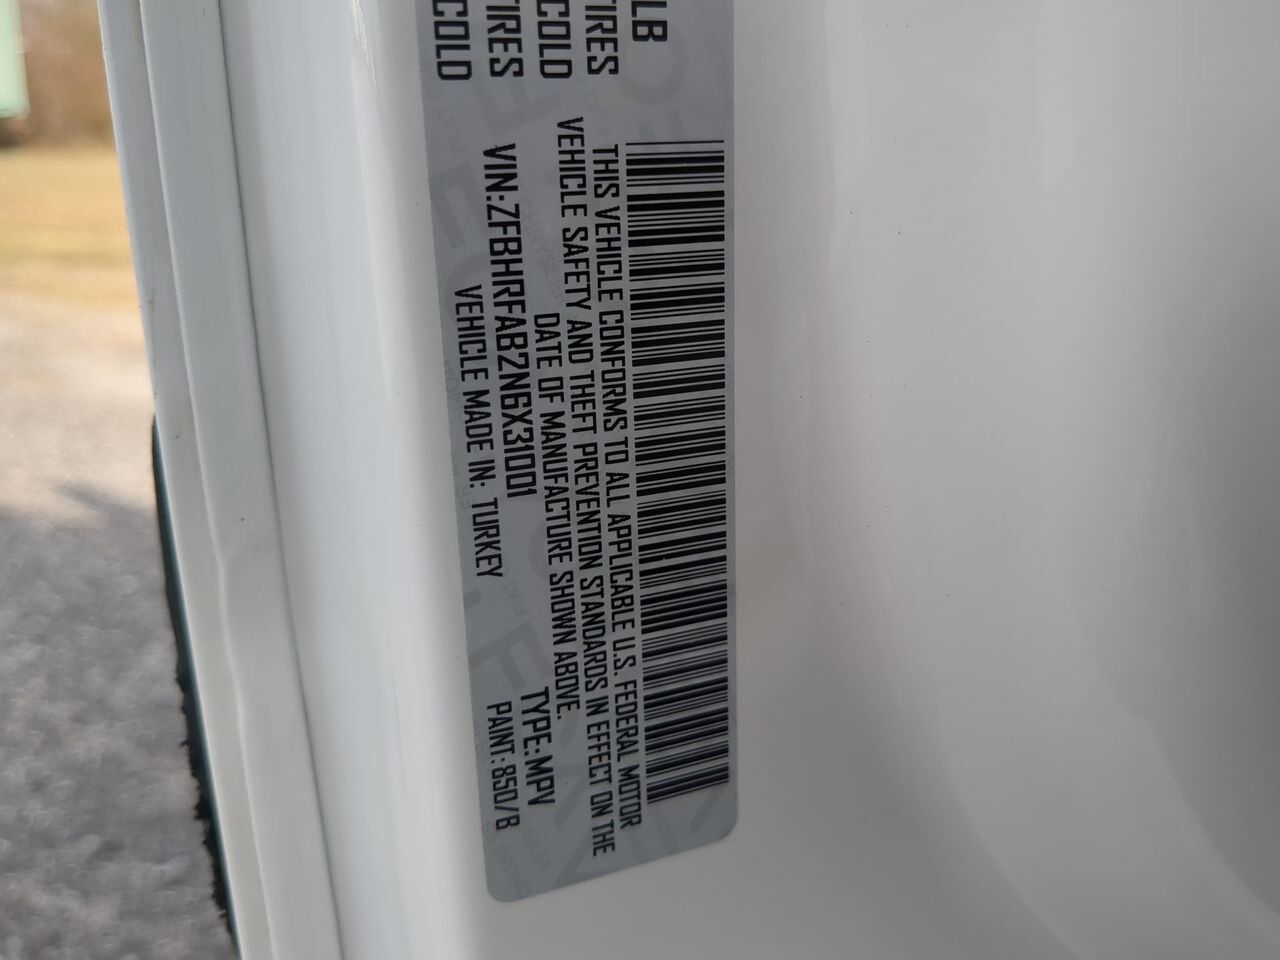 LB
TIRES
COLD
TIRES
COLD
THIS VEHICLE CONFORMS TO ALL APPLICABLE U.S. FEDERAL MOTOR
VEHICLE SAFETY AND THEFT PREVENTION STANDARDS IN EFFECT ON THE
DATE OF MANUFACTURE SHOWN ABOVE.
VIN:ZFBHRFAB2N6X31001 TYPE:MPV
VEHICLE MADE IN: TURKEY PAINT:850/B